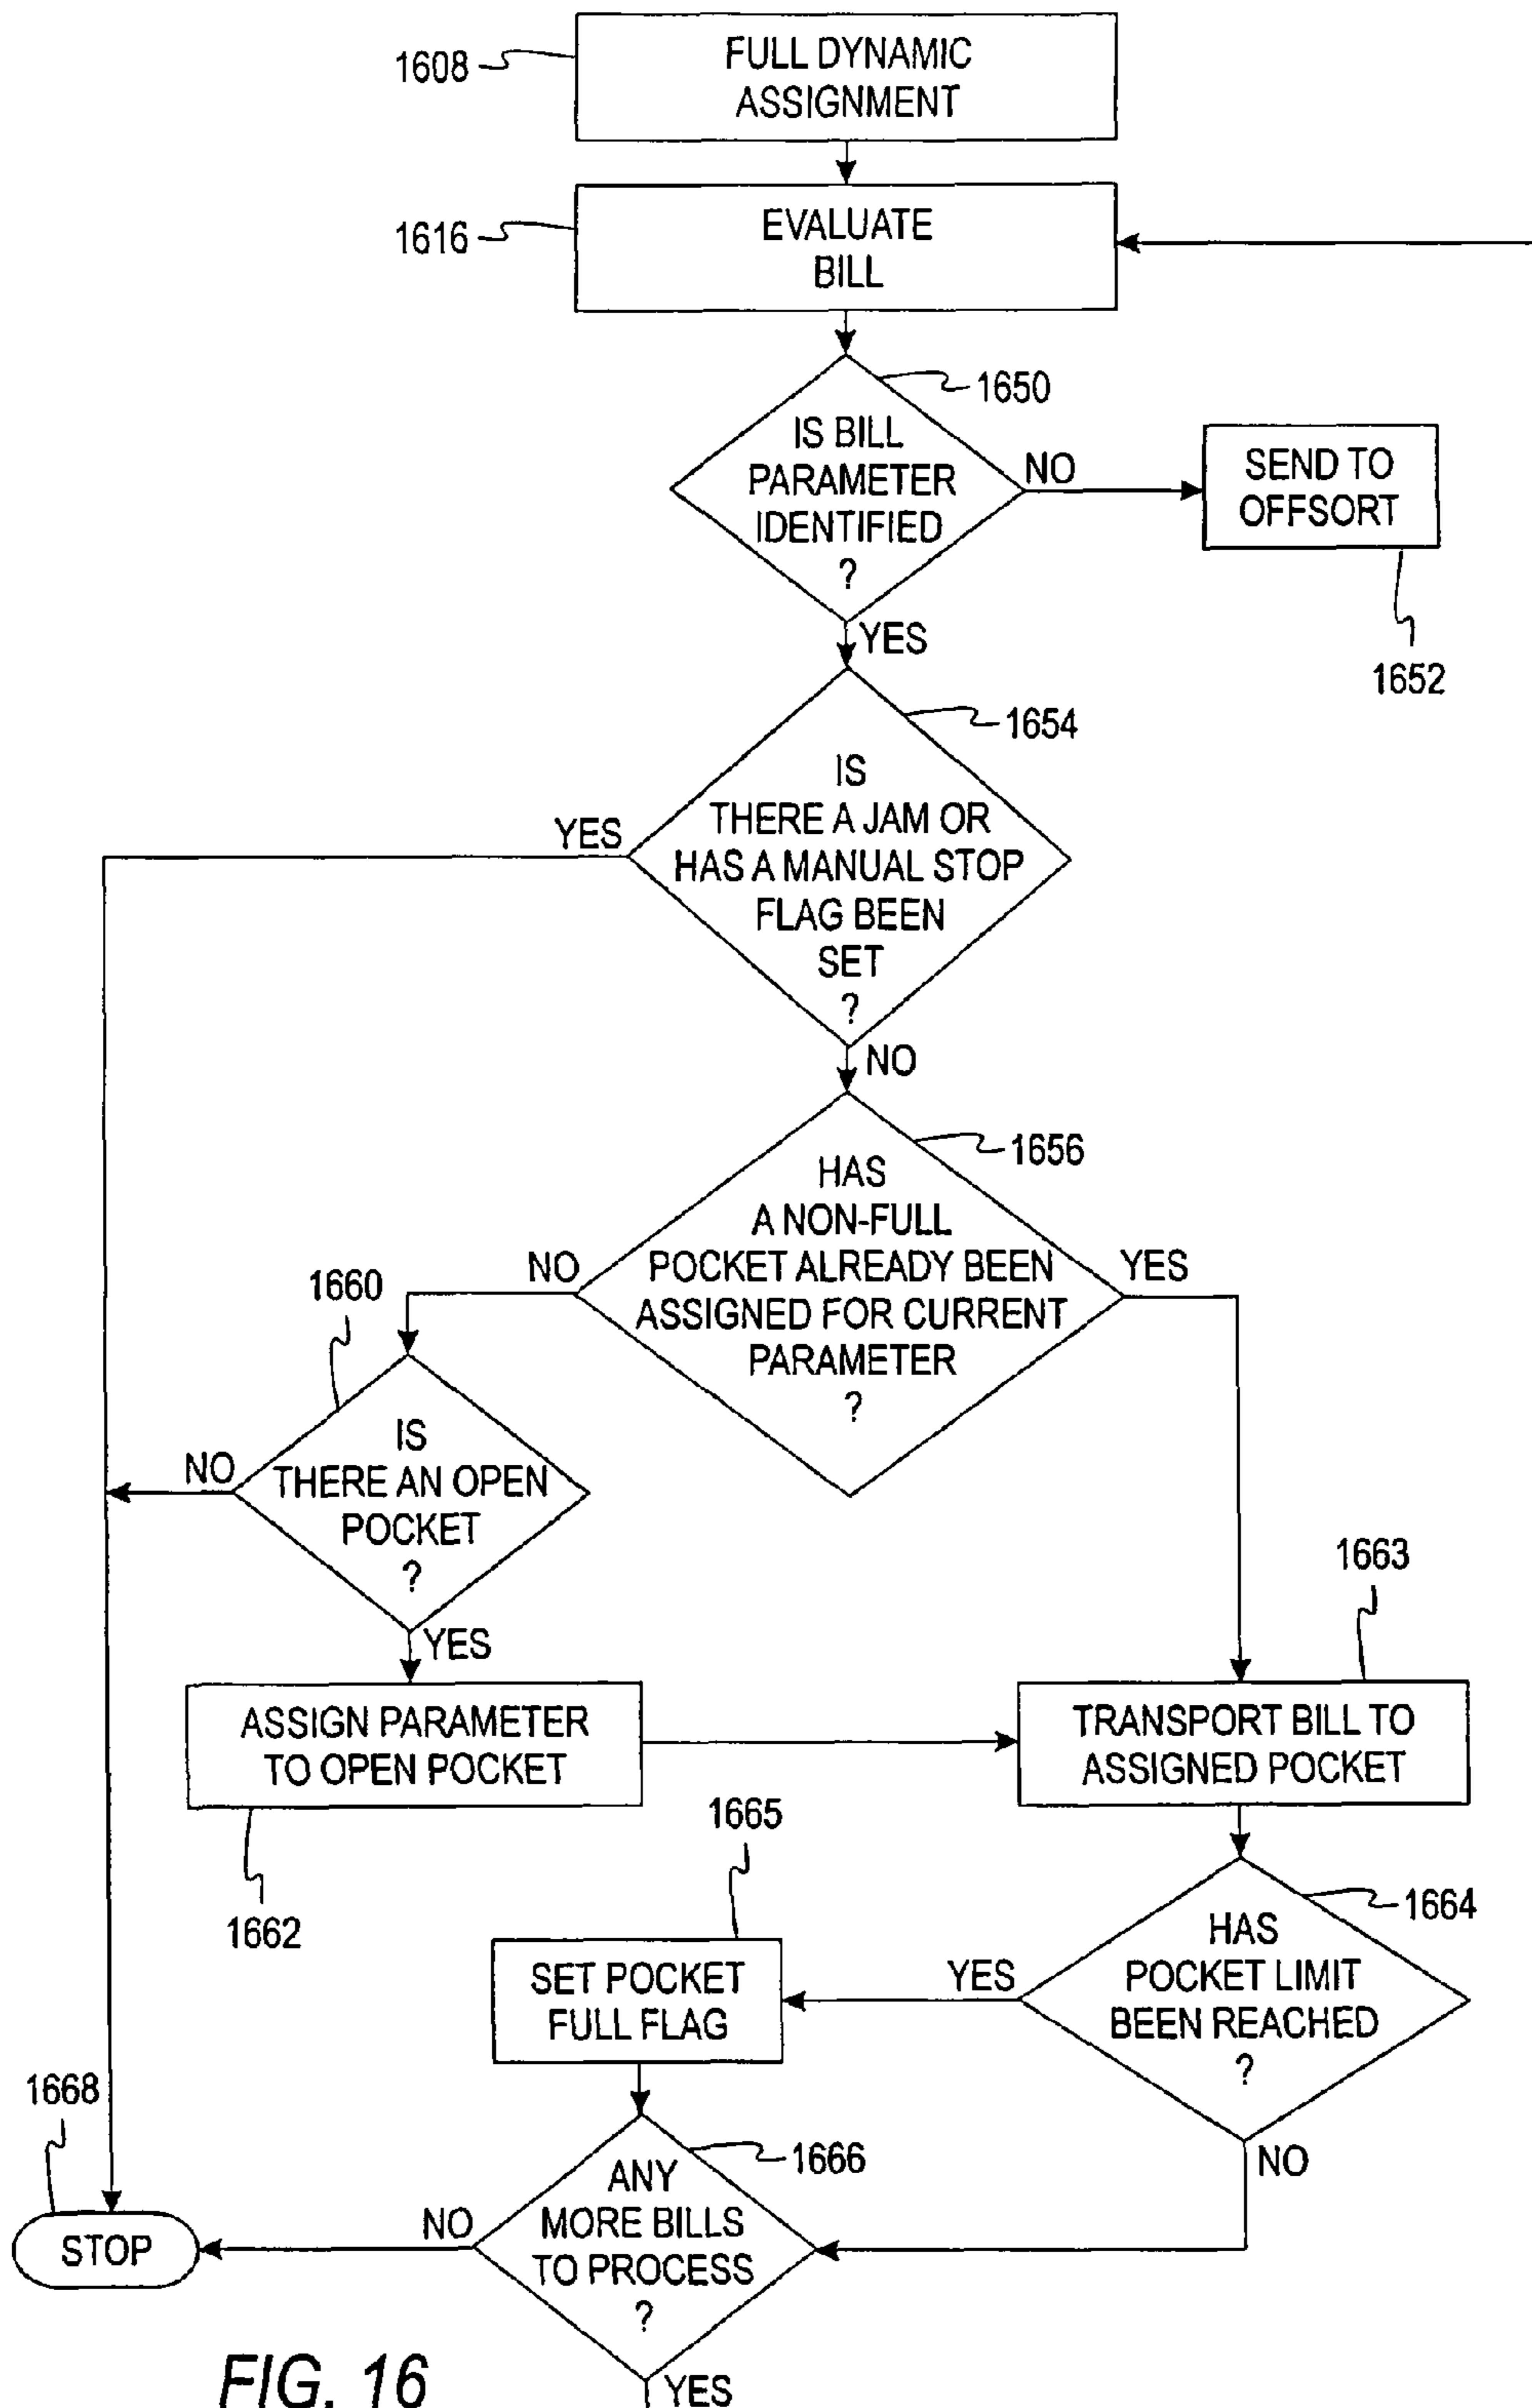 1608
FULL DYNAMIC
ASSIGNMENT
1616
EVALUATE
BILL
1650
IS BILL
PARAMETER
IDENTIFIED
?
NO
SEND TO
OFFSORT
1652
YES
1654
IS
THERE A JAM OR
HAS A MANUAL STOP
FLAG BEEN
SET
?
YES
NO
1656
HAS
A NON-FULL
POCKET ALREADY BEEN
ASSIGNED FOR CURRENT
PARAMETER
?
NO
YES
1660
IS
THERE AN OPEN
POCKET
?
NO
YES
1663
ASSIGN PARAMETER
TO OPEN POCKET
TRANSPORT BILL TO
ASSIGNED POCKET
1662
1665
1664
HAS
POCKET LIMIT
BEEN REACHED
?
YES
SET POCKET
FULL FLAG
NO
1668
1666
ANY
MORE BILLS
TO PROCESS
?
NO
STOP
YES
FIG. 16